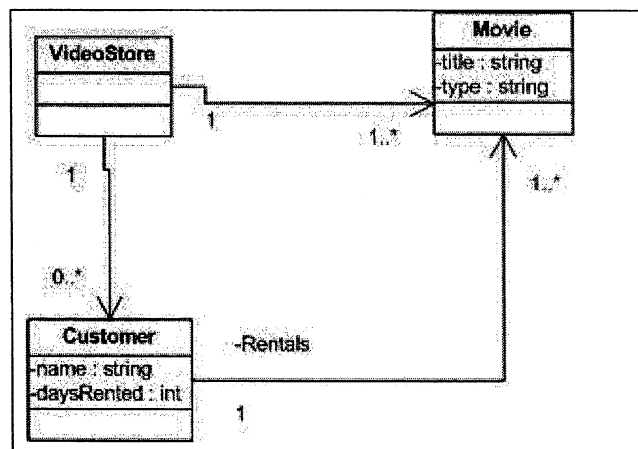 Movie
VideoStore
-title : string
-type : string
1
1..*
1
1..*
0..*
Customer
-Rentals
-name : string
-daysRented : int
1